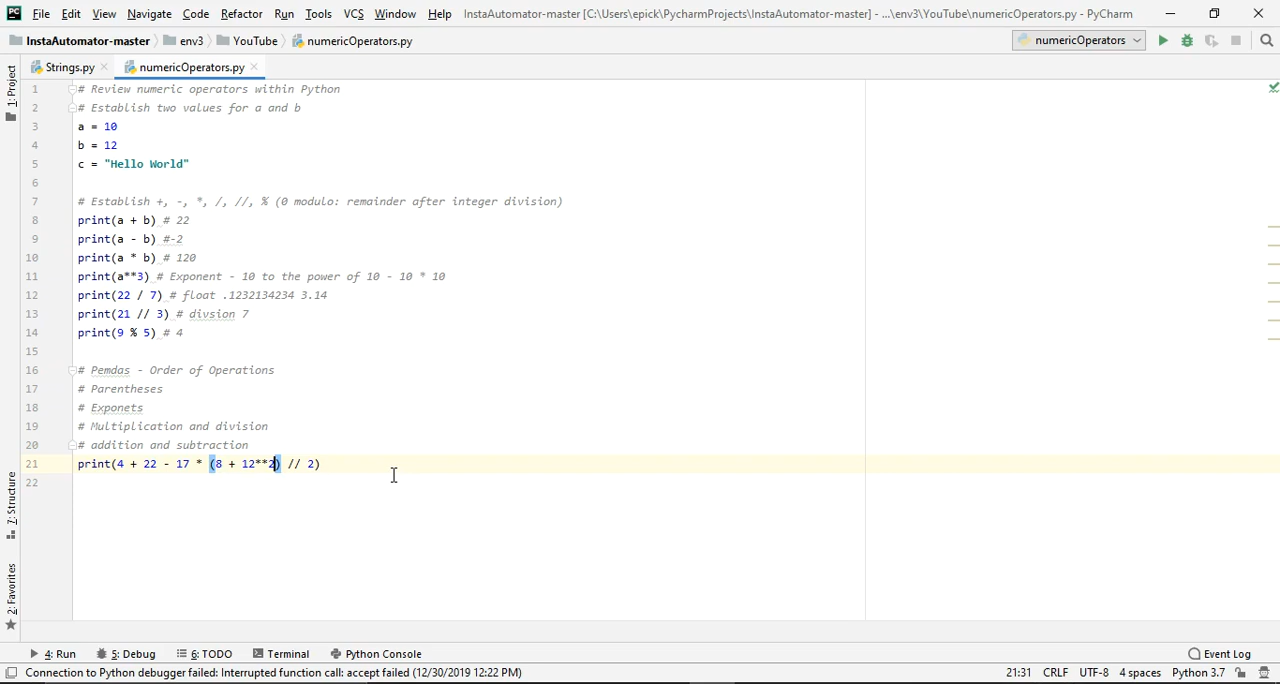 File Edit View Navigate Code Refactor Run Tools VCS Window Help InstaAutomator-master [C:\Users\epick\PycharmProjects\InstaAutomator-master] - ...\env3\YouTube\numericOperators.py - PyCharm
InstaAutomator-master env3 YouTube numericOperators.py numericOperators
Strings.py numericOperators.py
1: Project
1 # Review numeric operators within Python
2 # Establish two values for a and b
3 a = 10
4 b = 12
5 c = "Hello World"
6
7 # Establish +, -, *, /, //, % (0 modulo: remainder after integer division)
8 print(a + b) # 22
9 print(a - b) #-2
10 print(a * b) # 120
11 print(a**3) # Exponent - 10 to the power of 10 - 10 * 10
12 print(22 / 7) # float .1232134234 3.14
13 print(21 // 3) # divsion 7
14 print(9 % 5) # 4
15
16 # Pemdas - Order of Operations
17 # Parentheses
18 # Exponets
19 # Multiplication and division
20 # addition and subtraction
21 print(4 + 22 - 17 * (8 + 12**2) // 2)
22
7: Structure
2: Favorites
4: Run 5: Debug 6: TODO Terminal Python Console Event Log
Connection to Python debugger failed: Interrupted function call: accept failed (12/30/2019 12:22 PM) 21:31 CRLF UTF-8 4 spaces Python 3.7